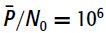 P̄/N₀ = 10⁶